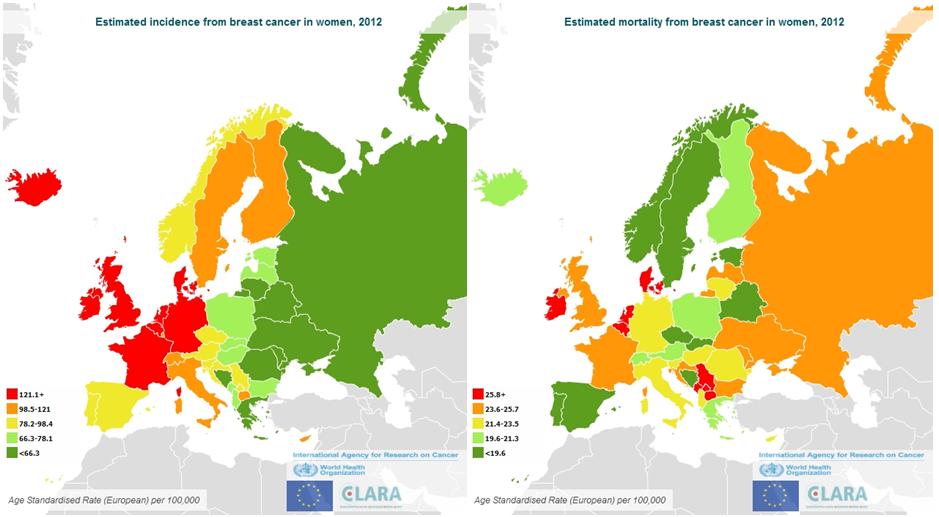 Estimated incidence from breast cancer in women, 2012
121.1+
98.5-121
78.2-98.4
66.3-78.1
<66.3
International Agency for Research on Cancer
World Health
Organization
CLARA
Age Standardised Rate (European) per 100,000
Estimated mortality from breast cancer in women, 2012
25.8+
23.6-25.7
21.4-23.5
19.6-21.3
<19.6
International Agency for Research on Cancer
World Health
Organization
CLARA
Age Standardised Rate (European) per 100,000